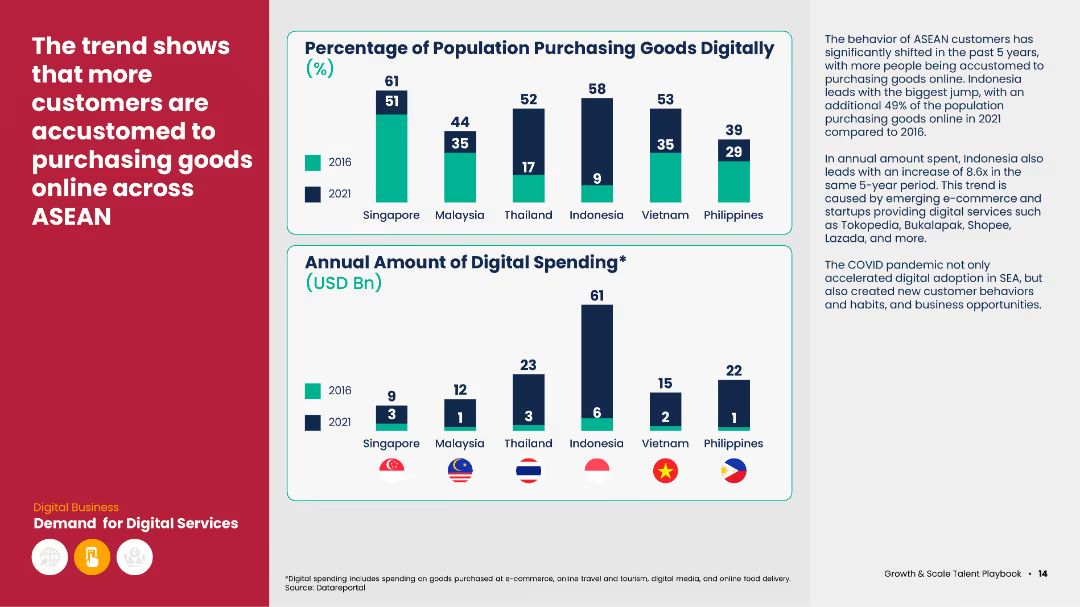 The trend shows
that more
customers are
accustomed to
purchasing goods
online across
ASEAN
Digital Business
Demand for Digital Services
Percentage of Population Purchasing Goods Digitally
(%)
61
51
44
35
52
17
58
9
53
35
39
29
2016
2021
Singapore
Malaysia
Thailand
Indonesia
Vietnam
Philippines
Annual Amount of Digital Spending*
(USD Bn)
9
3
12
1
23
3
61
6
15
2
22
1
2016
2021
Singapore
Malaysia
Thailand
Indonesia
Vietnam
Philippines
*Digital spending includes spending on goods purchased at e-commerce, online travel and tourism, digital media, and online food delivery.
Source: Datareportal
The behavior of ASEAN customers has
significantly shifted in the past 5 years,
with more people being accustomed to
purchasing goods online. Indonesia
leads with the biggest jump, with an
additional 49% of the population
purchasing goods online in 2021
compared to 2016.
In annual amount spent, Indonesia also
leads with an increase of 8.6x in the
same 5-year period. This trend is
caused by emerging e-commerce and
startups providing digital services such
as Tokopedia, Bukalapak, Shopee,
Lazada, and more.
The COVID pandemic not only
accelerated digital adoption in SEA, but
also created new customer behaviors
and habits, and business opportunities.
Growth & Scale Talent Playbook • 14